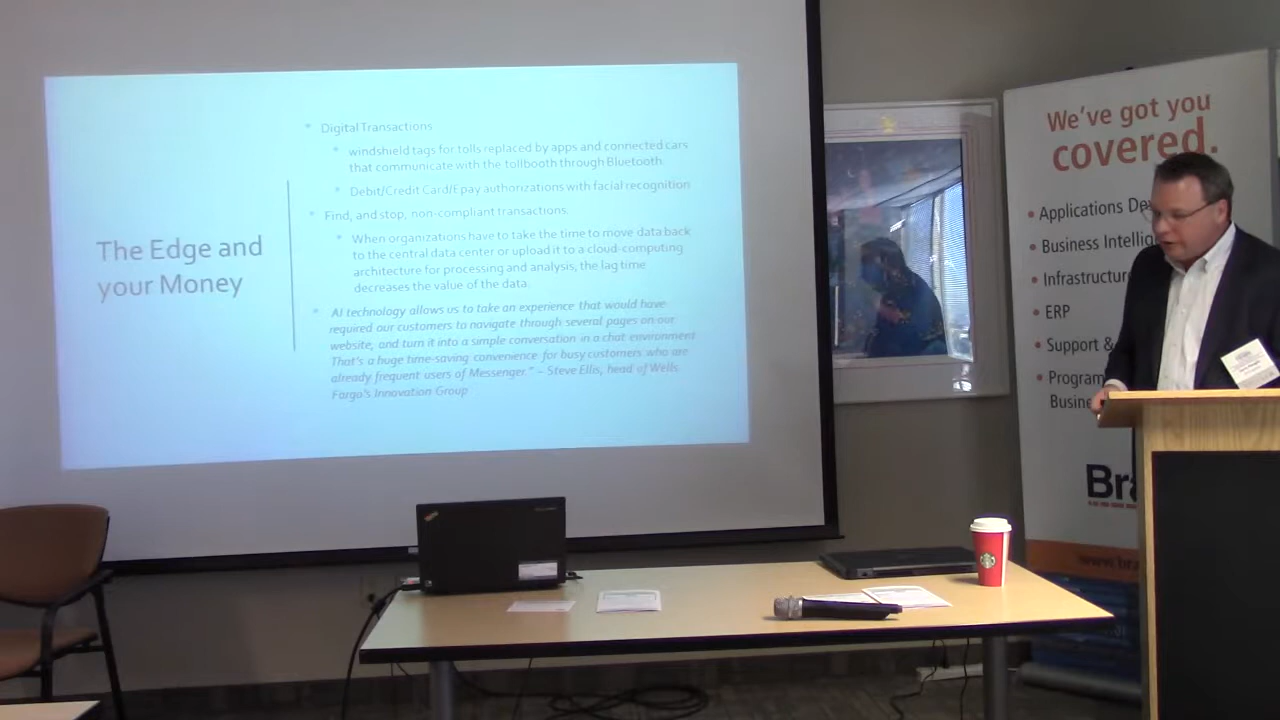 The Edge and
your Money
Digital Transactions
windshield tags for tolls replaced by apps and connected cars
that communicate with the tollbooth through Bluetooth.
Debit/Credit Card/E pay authorizations with facial recognition
Find, and stop, non-compliant transactions.
When organizations have to take the time to move data back
to the central data center or upload it to a cloud-computing
architecture for processing and analysis, the lag time
decreases the value of the data.
AI technology allows us to take an experience that would have
required our customers to navigate through several pages on our
website, and turn it into a simple conversation in a chat environment
That's a huge time-saving convenience for busy customers who are
already frequent users of Messenger." – Steve Ellis, head of Wells
Fargo's Innovation Group
We've got you
covered.
Applications De
Business Intellig
Infrastructure
ERP
Support &
Program
Busine
Bra
www.bra